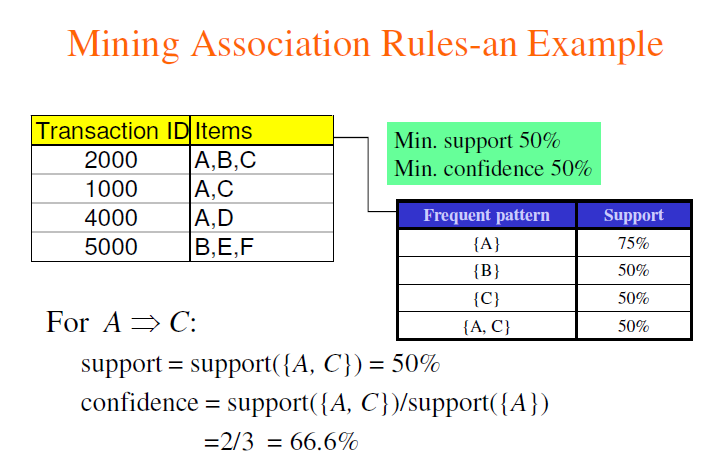 Mining Association Rules-an Example
Transaction ID Items
2000 A,B,C
1000 A,C
4000 A,D
5000 B,E,F
Min. support 50%
Min. confidence 50%
Frequent pattern Support
{A} 75%
{B} 50%
{C} 50%
{A, C} 50%
For A ⇒ C:
support = support({A, C}) = 50%
confidence = support({A, C})/support({A})
=2/3 = 66.6%